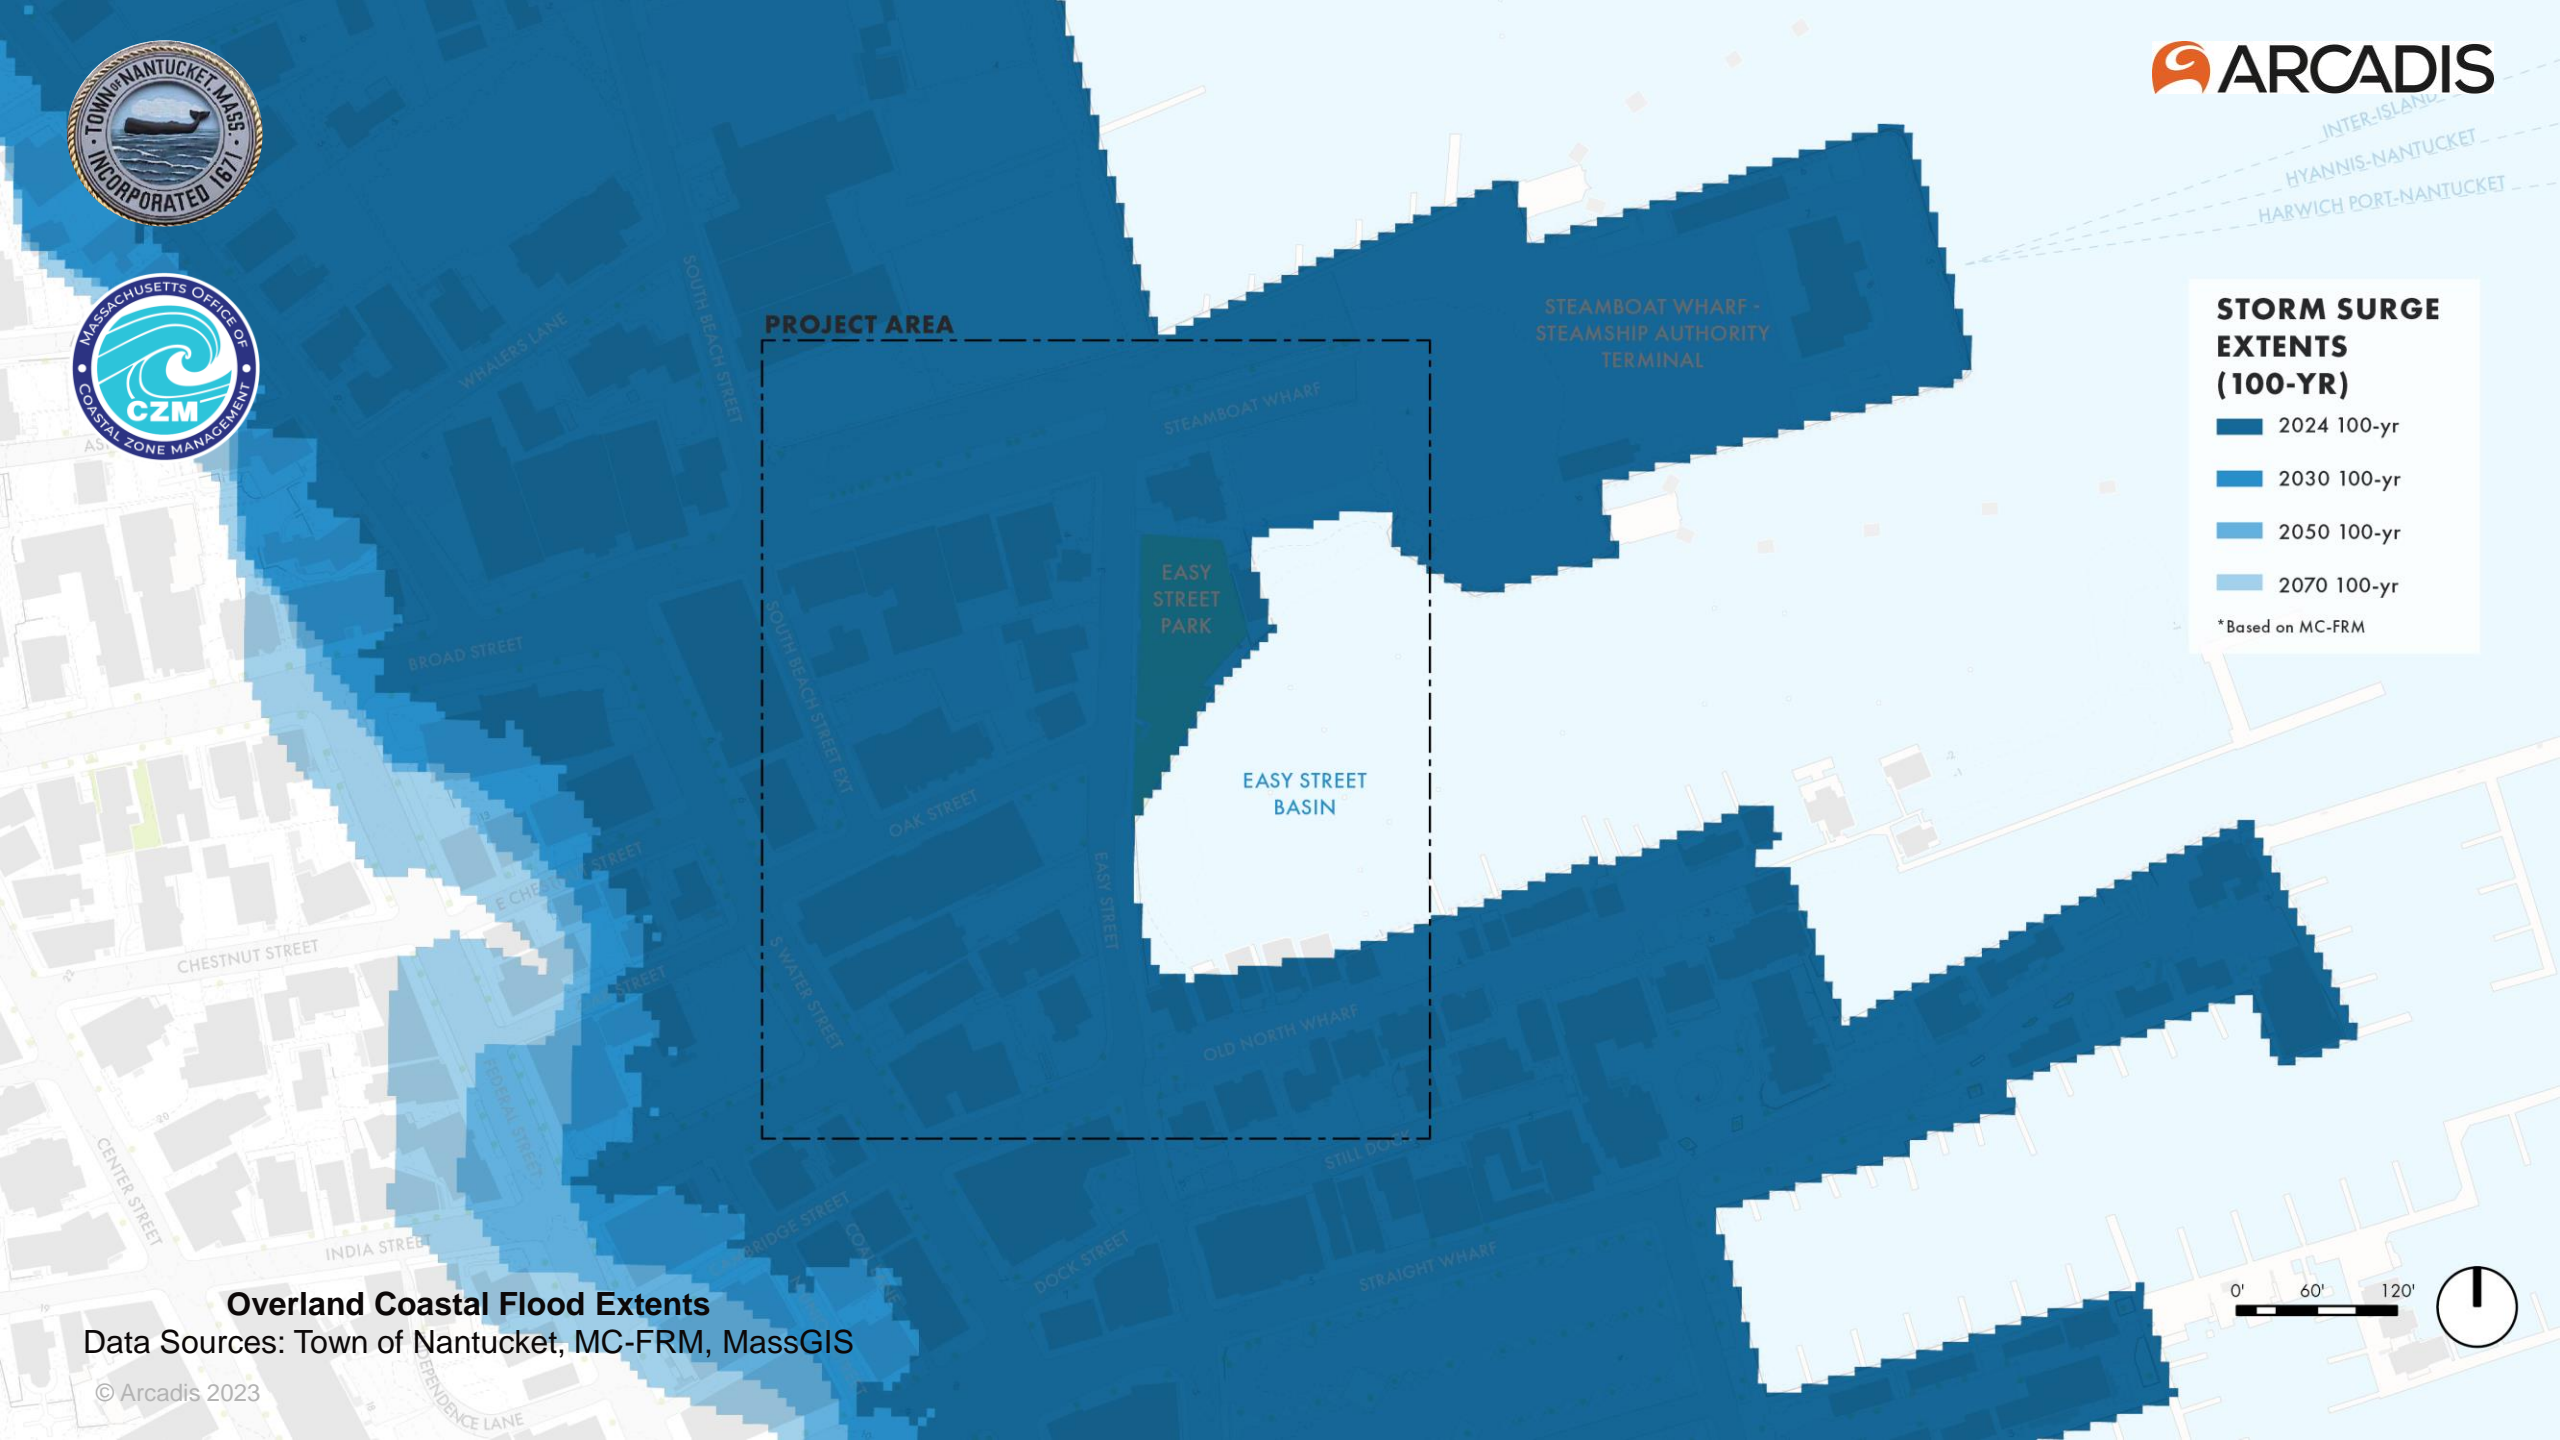 TOWN OF NANTUCKET, MASS.
INCORPORATED 1671
MASSACHUSETTS OFFICE OF
COASTAL ZONE MANAGEMENT
CZM
ARCADIS
INTER-ISLAND
HYANNIS-NANTUCKET
HARWICH PORT-NANTUCKET
STORM SURGE
EXTENTS
(100-YR)
2024 100-yr
2030 100-yr
2050 100-yr
2070 100-yr
*Based on MC-FRM
PROJECT AREA
STEAMBOAT WHARF -
STEAMSHIP AUTHORITY
TERMINAL
WHALERS LANE
SOUTH BEACH STREET
STEAMBOAT WHARF
EASY
STREET
PARK
BROAD STREET
SOUTH BEACH STREET EXT
OAK STREET
EASY STREET
BASIN
EASY STREET
E CHESTNUT STREET
CHESTNUT STREET
STREET
S WATER STREET
OLD NORTH WHARF
FEDERAL STREET
CENTER STREET
STILL DOCK
INDIA STREET
DOCK STREET
STRAIGHT WHARF
0' 60' 120'
Overland Coastal Flood Extents
Data Sources: Town of Nantucket, MC-FRM, MassGIS
© Arcadis 2023